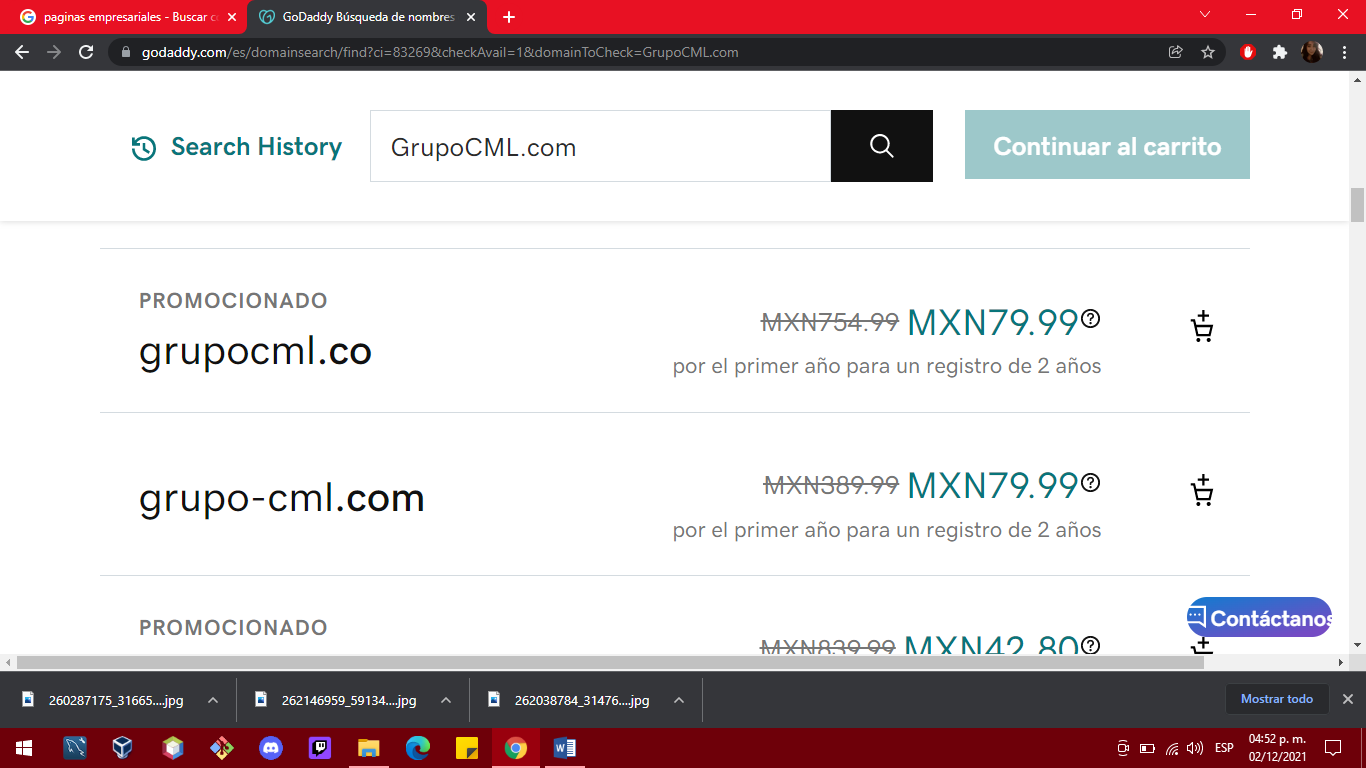 paginas empresariales - Buscar c
GoDaddy Búsqueda de nombres
godaddy.com/es/domainsearch/find?ci=83269&checkAvail=1&domainToCheck=GrupoCML.com
Search History
GrupoCML.com
Continuar al carrito
PROMOCIONADO
grupocml.co
MXN754.99 MXN79.99
por el primer año para un registro de 2 años
grupo-cml.com
MXN389.99 MXN79.99
por el primer año para un registro de 2 años
PROMOCIONADO
MXN839.99 MXN42.80
Contáctanos
260287175_31665....jpg
262146959_59134....jpg
262038784_31476....jpg
Mostrar todo
ESP
04:52 p. m.
02/12/2021